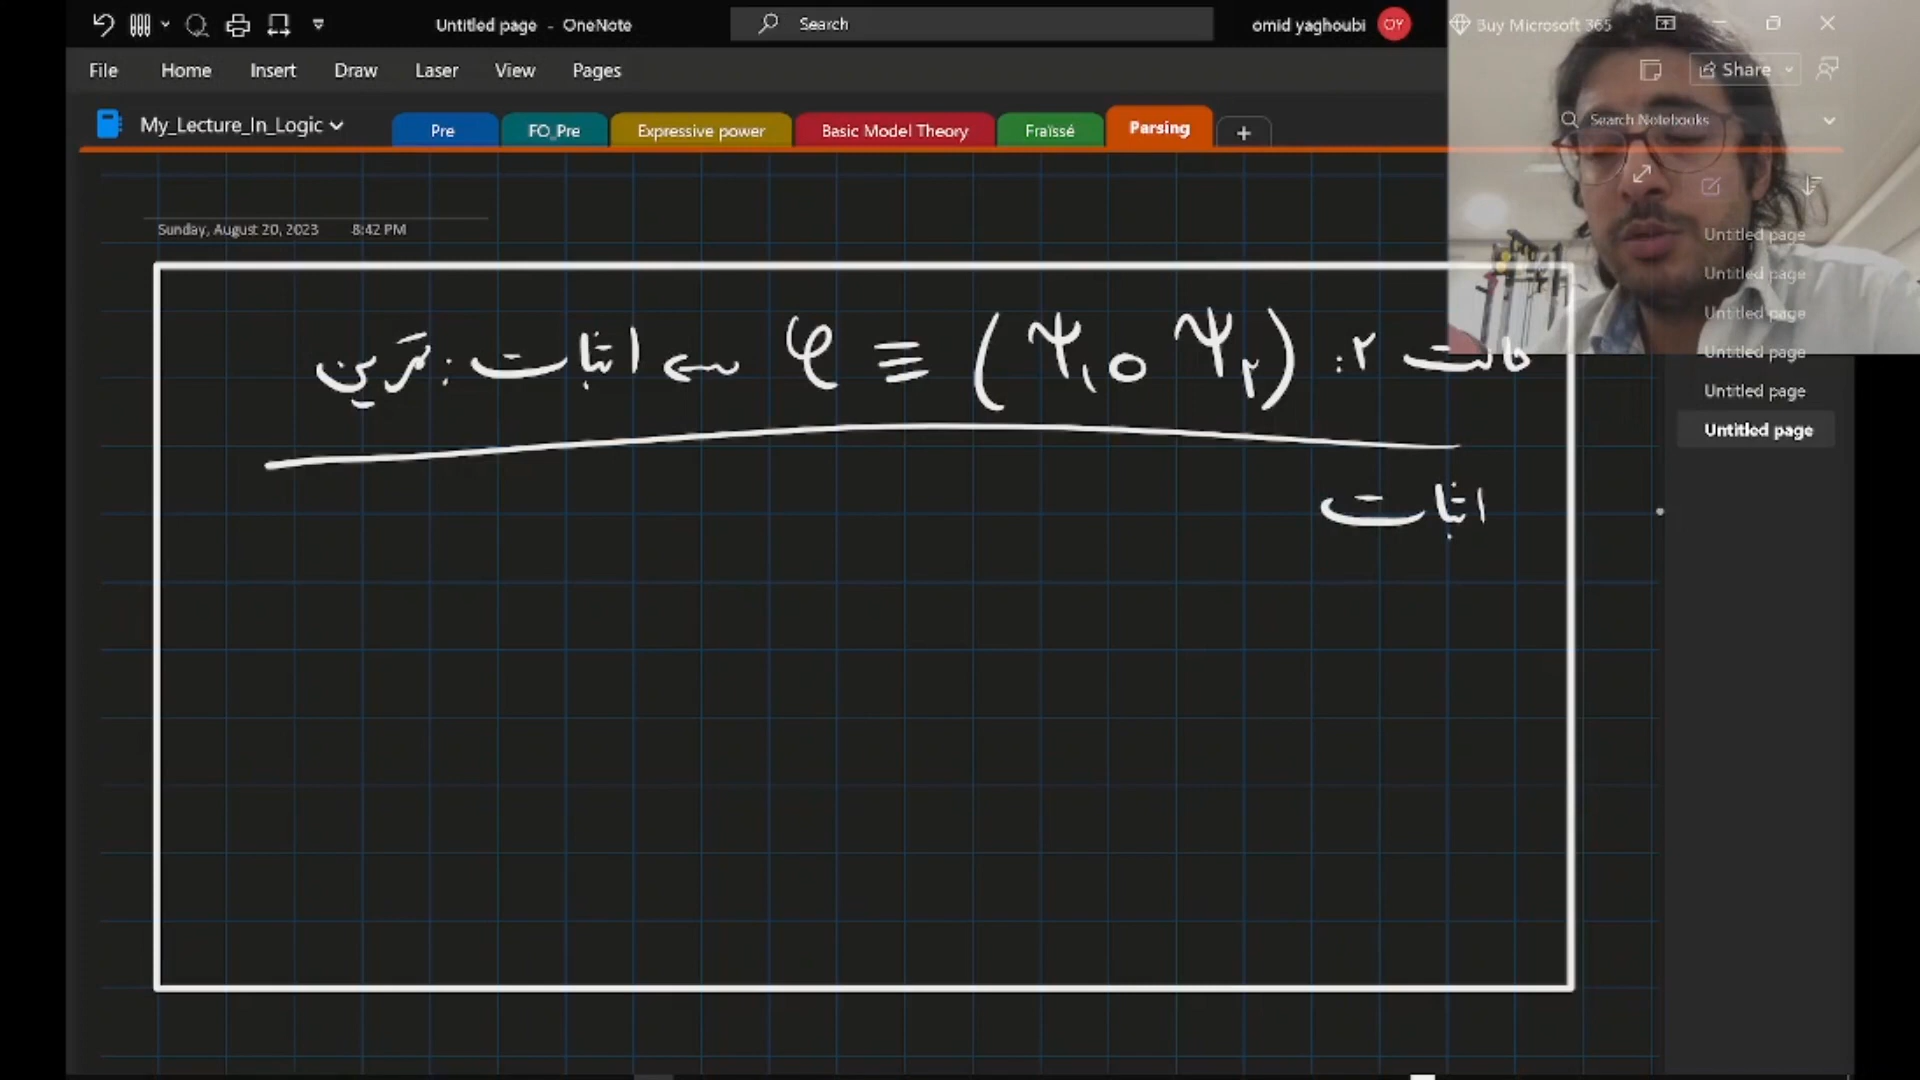 Untitled page - OneNote
Search
omid yaghoubi
OY
Buy Microsoft 365
File Home Insert Draw Laser View Pages
Share
My_Lecture_In_Logic
Pre FO_Pre Expressive power Basic Model Theory Fraïssé Parsing +
Search Notebooks
Sunday, August 20, 2023 8:42 PM
حالت ۲: φ ≡ (ψ۱ ∘ ψ۲) ← اثبات: تمرین
اثبات
Untitled page
Untitled page
Untitled page
Untitled page
Untitled page
Untitled page